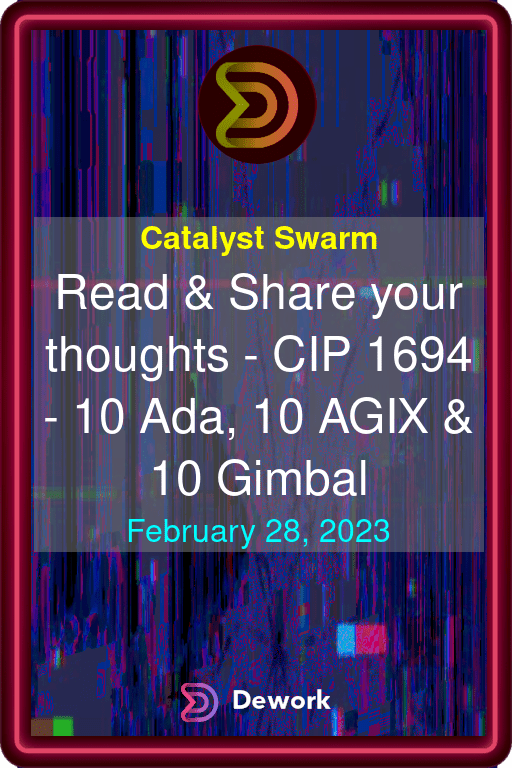 Catalyst Swarm
Read & Share your
thoughts - CIP 1694
- 10 Ada, 10 AGIX &
10 Gimbal
February 28, 2023
Dework